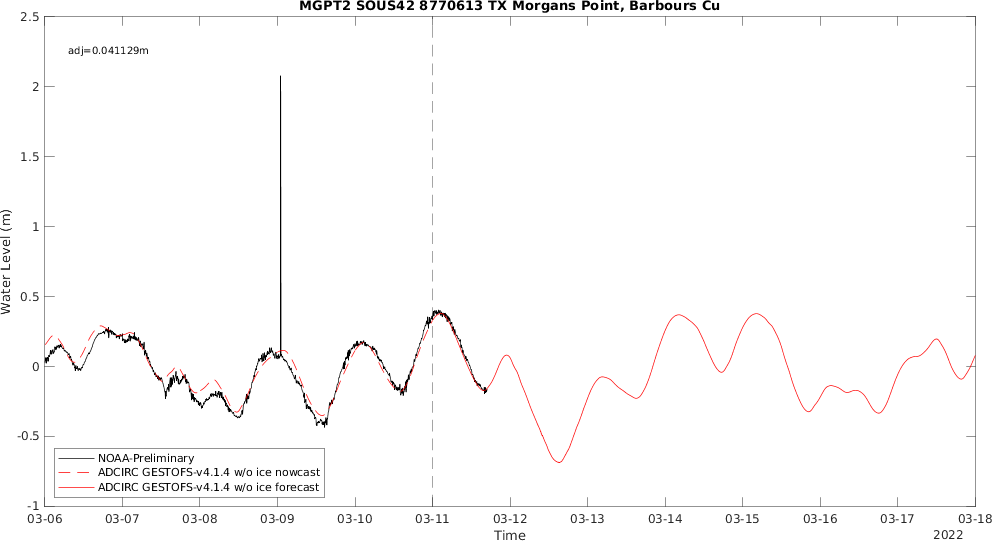 MGPT2 SOUS42 8770613 TX Morgans Point, Barbours Cu
adj=0.041129m
2.5
2
1.5
1
0.5
0
-0.5
-1
Water Level (m)
NOAA-Preliminary
ADCIRC GESTOFS-v4.1.4 w/o ice nowcast
ADCIRC GESTOFS-v4.1.4 w/o ice forecast
03-06 03-07 03-08 03-09 03-10 03-11 03-12 03-13 03-14 03-15 03-16 03-17 03-18
Time
2022